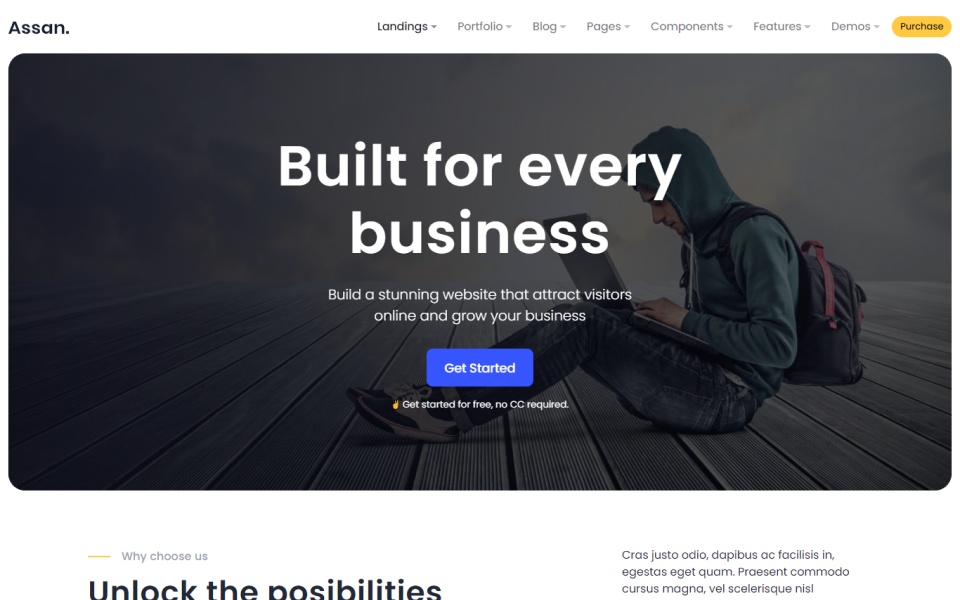 Assan.
Landings Portfolio Blog Pages Components Features Demos Purchase
Built for every
business
Build a stunning website that attract visitors
online and grow your business
Get Started
✌ Get started for free, no CC required.
Why choose us
Unlock the posibilities
Cras justo odio, dapibus ac facilisis in,
egestas eget quam. Praesent commodo
cursus magna, vel scelerisque nisl